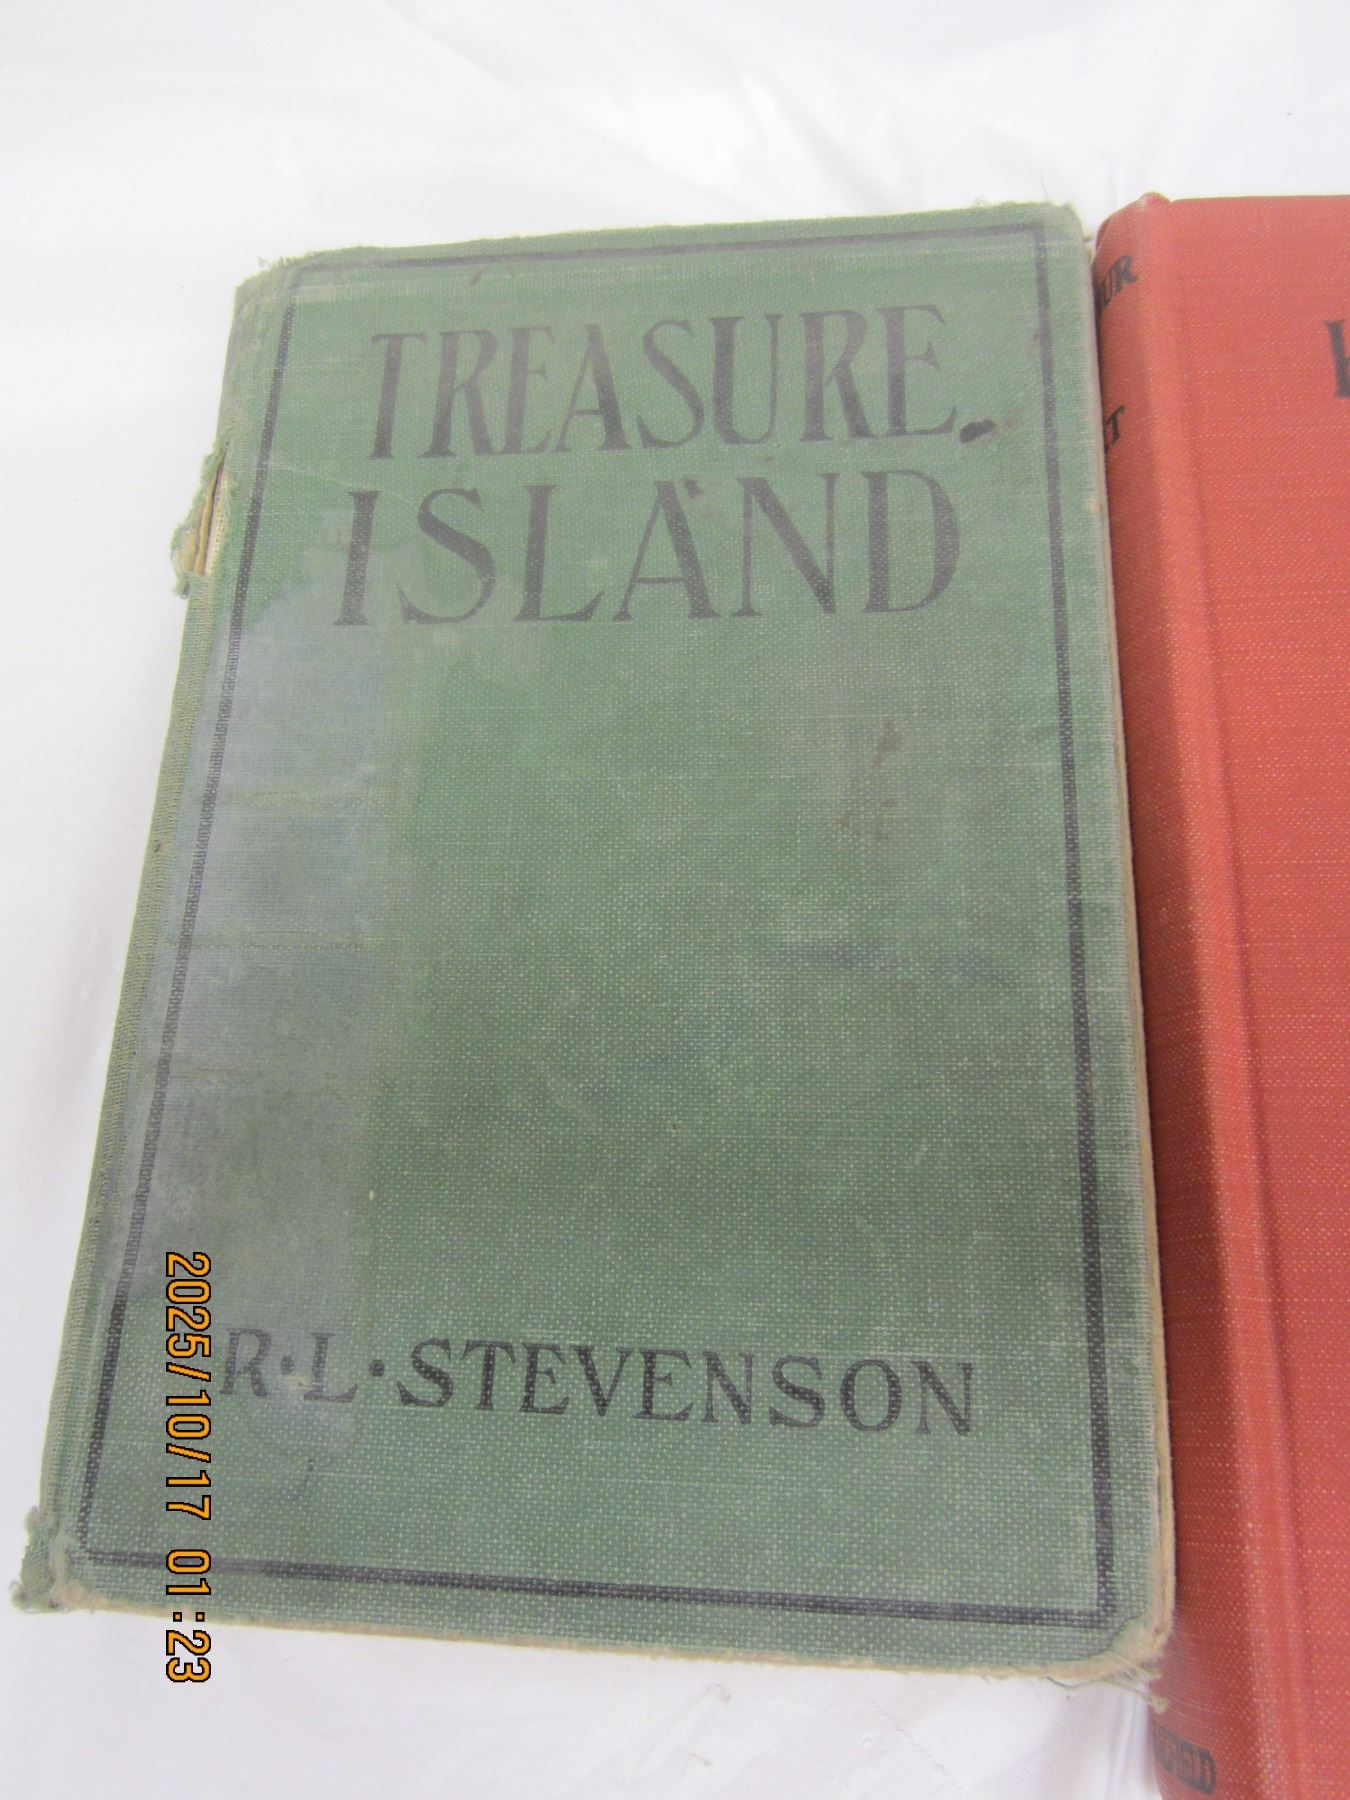 TREASURE
ISLAND
R·L·STEVENSON
2025/10/17 01:23